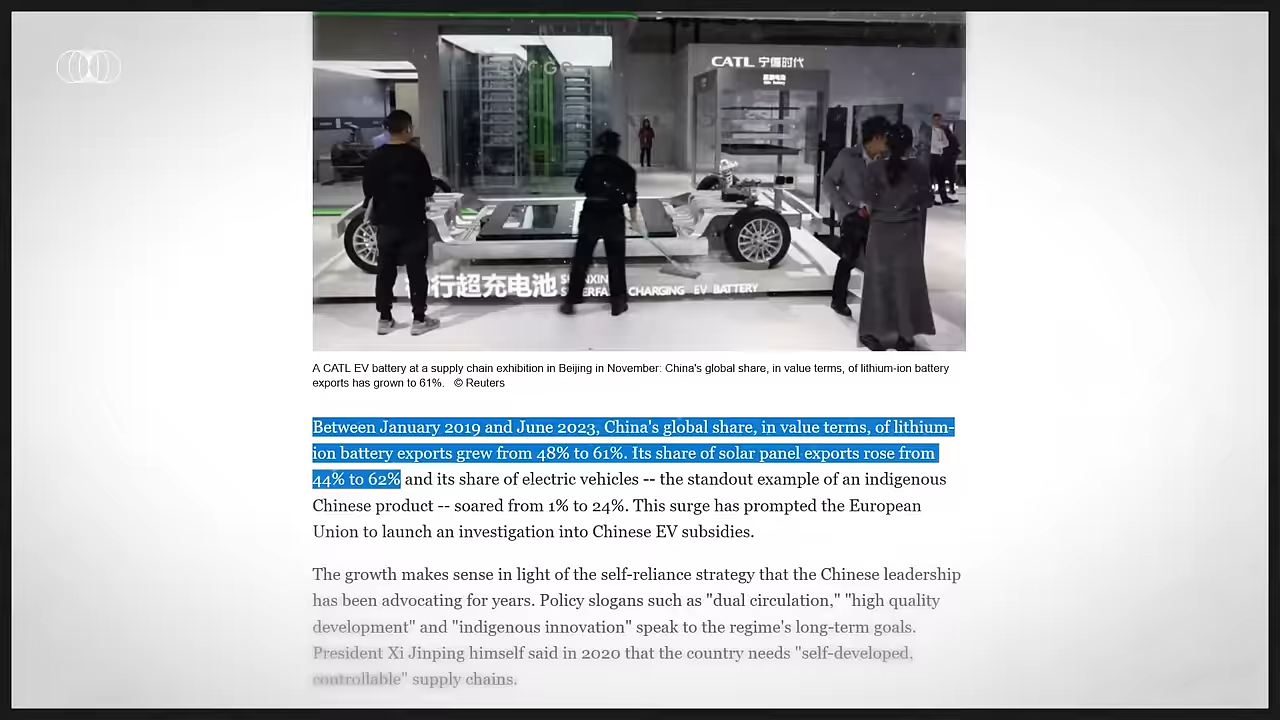 CATL 宁德时代
行超充电池
CHARGING EV BATTERY
A CATL EV battery at a supply chain exhibition in Beijing in November: China's global share, in value terms, of lithium-ion battery
exports has grown to 61%. © Reuters
Between January 2019 and June 2023, China's global share, in value terms, of lithium-
ion battery exports grew from 48% to 61%. Its share of solar panel exports rose from
44% to 62% and its share of electric vehicles -- the standout example of an indigenous
Chinese product -- soared from 1% to 24%. This surge has prompted the European
Union to launch an investigation into Chinese EV subsidies.
The growth makes sense in light of the self-reliance strategy that the Chinese leadership
has been advocating for years. Policy slogans such as "dual circulation," "high quality
development" and "indigenous innovation" speak to the regime's long-term goals.
President Xi Jinping himself said in 2020 that the country needs "self-developed,
controllable" supply chains.